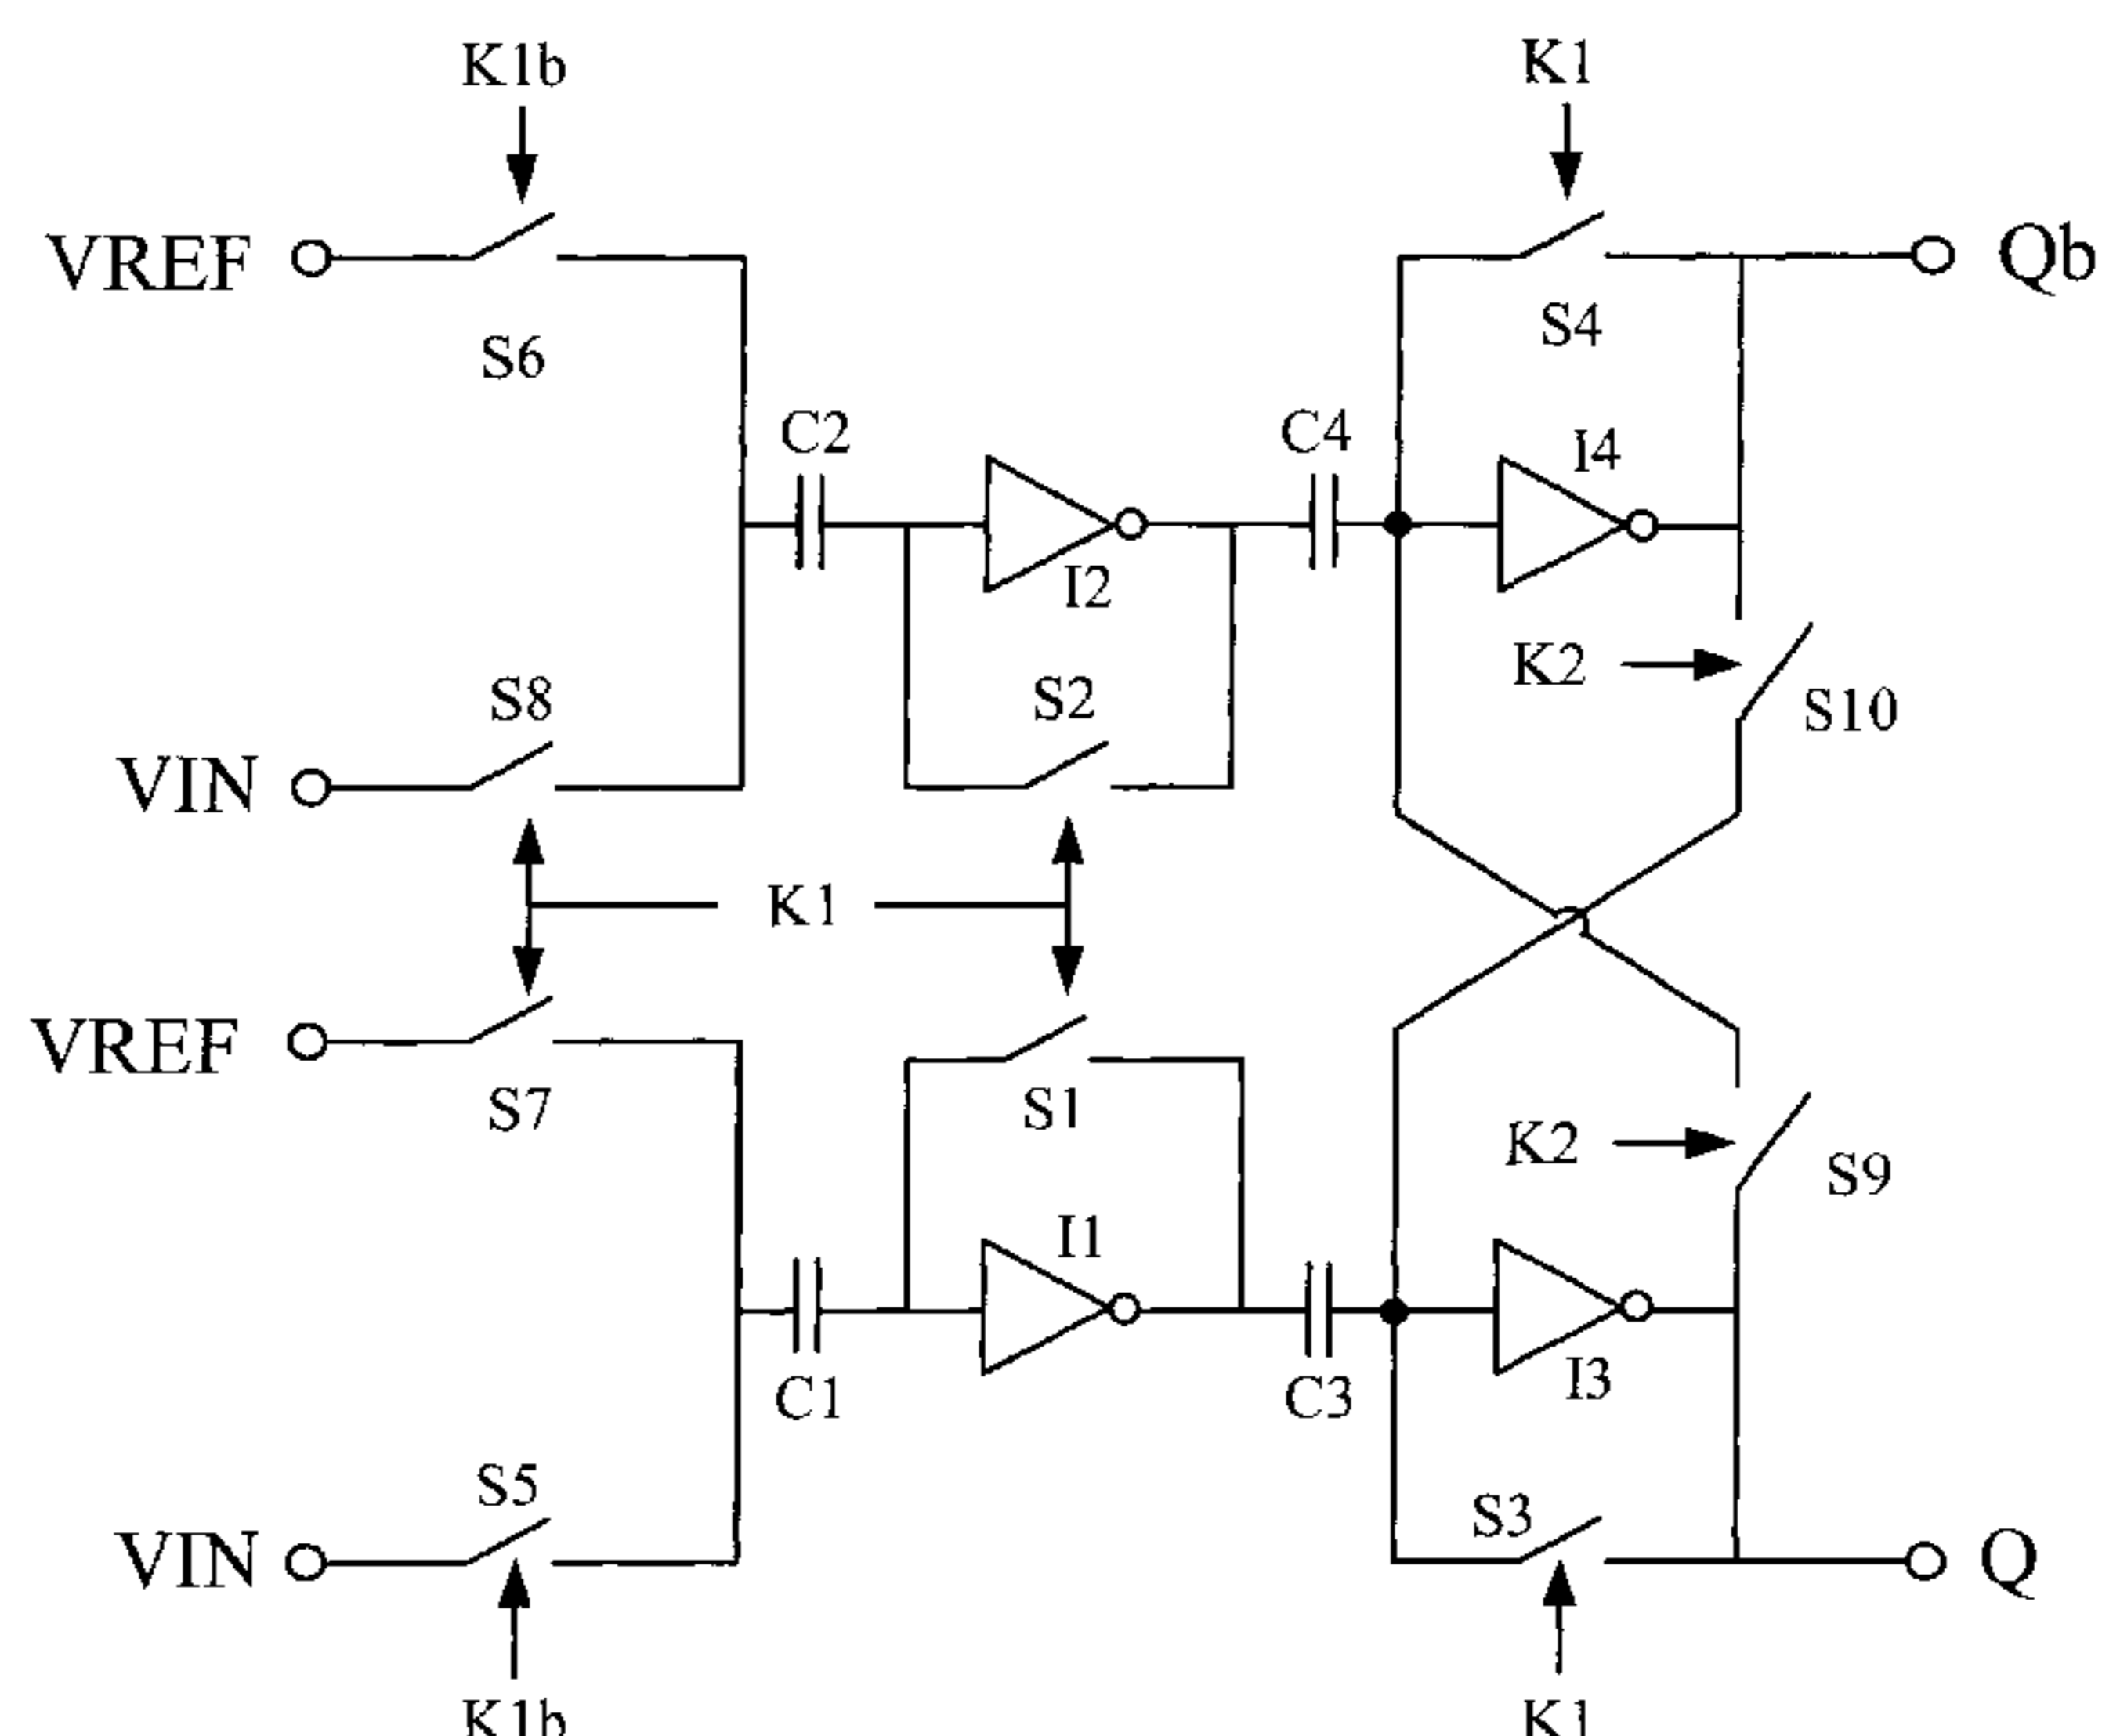 K1b
K1
VREF
Qb
S6
S4
C2
C4
I4
I2
K2
S8
S2
S10
VIN
K1
VREF
S7
S1
K2
S9
I1
C1
C3
I3
S5
S3
VIN
Q
K1b
K1